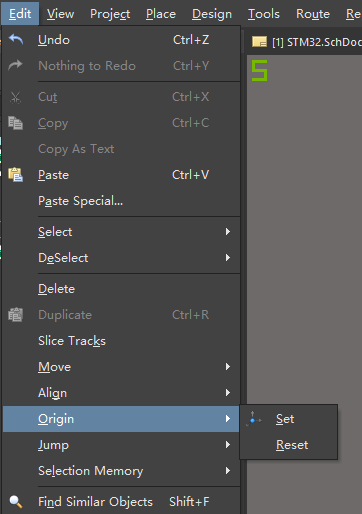 Edit View Project Place Design Tools Route Re
[1] STM32.SchDoc
Undo Ctrl+Z
Nothing to Redo Ctrl+Y
Cut Ctrl+X
Copy Ctrl+C
Copy As Text
Paste Ctrl+V
Paste Special...
Select
DeSelect
Delete
Duplicate Ctrl+R
Slice Tracks
Move
Align
Origin
Set
Jump
Reset
Selection Memory
Find Similar Objects Shift+F